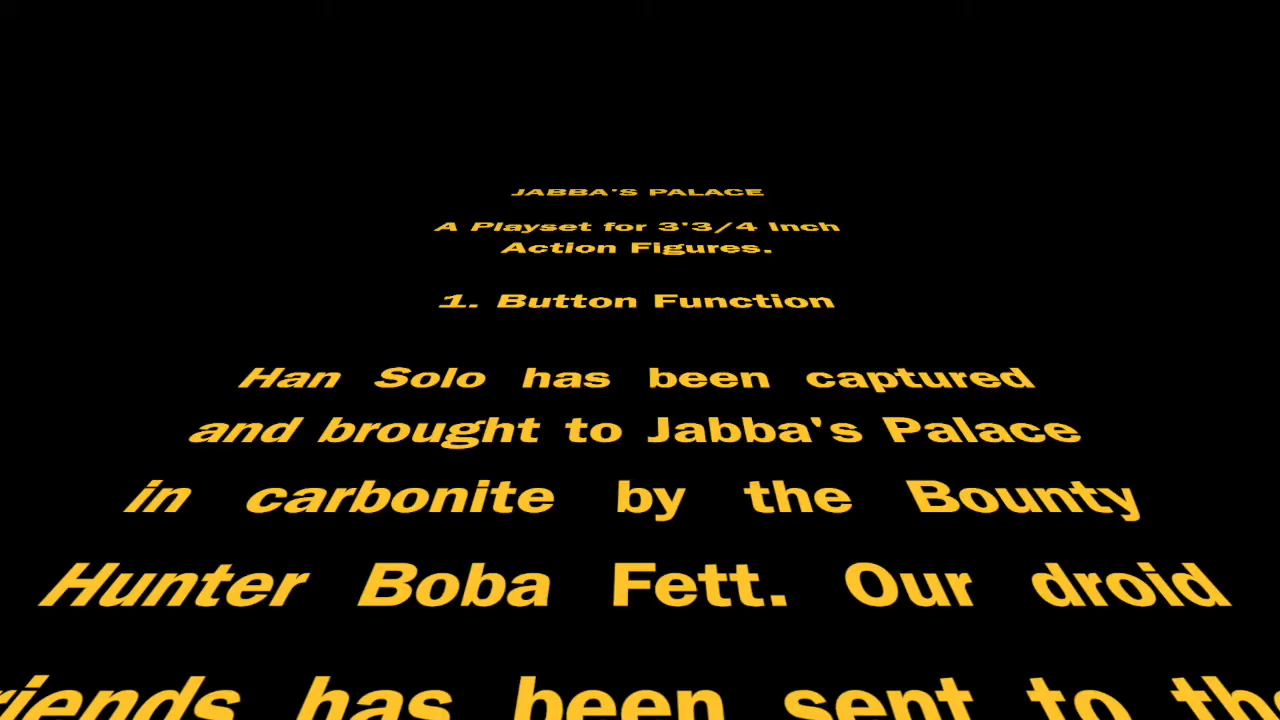 JABBA'S PALACE
A Playset for 3'3/4 Inch
Action Figures.
1. Button Function
Han Solo has been captured
and brought to Jabba's Palace
in carbonite by the Bounty
Hunter Boba Fett. Our droid
has been sent to